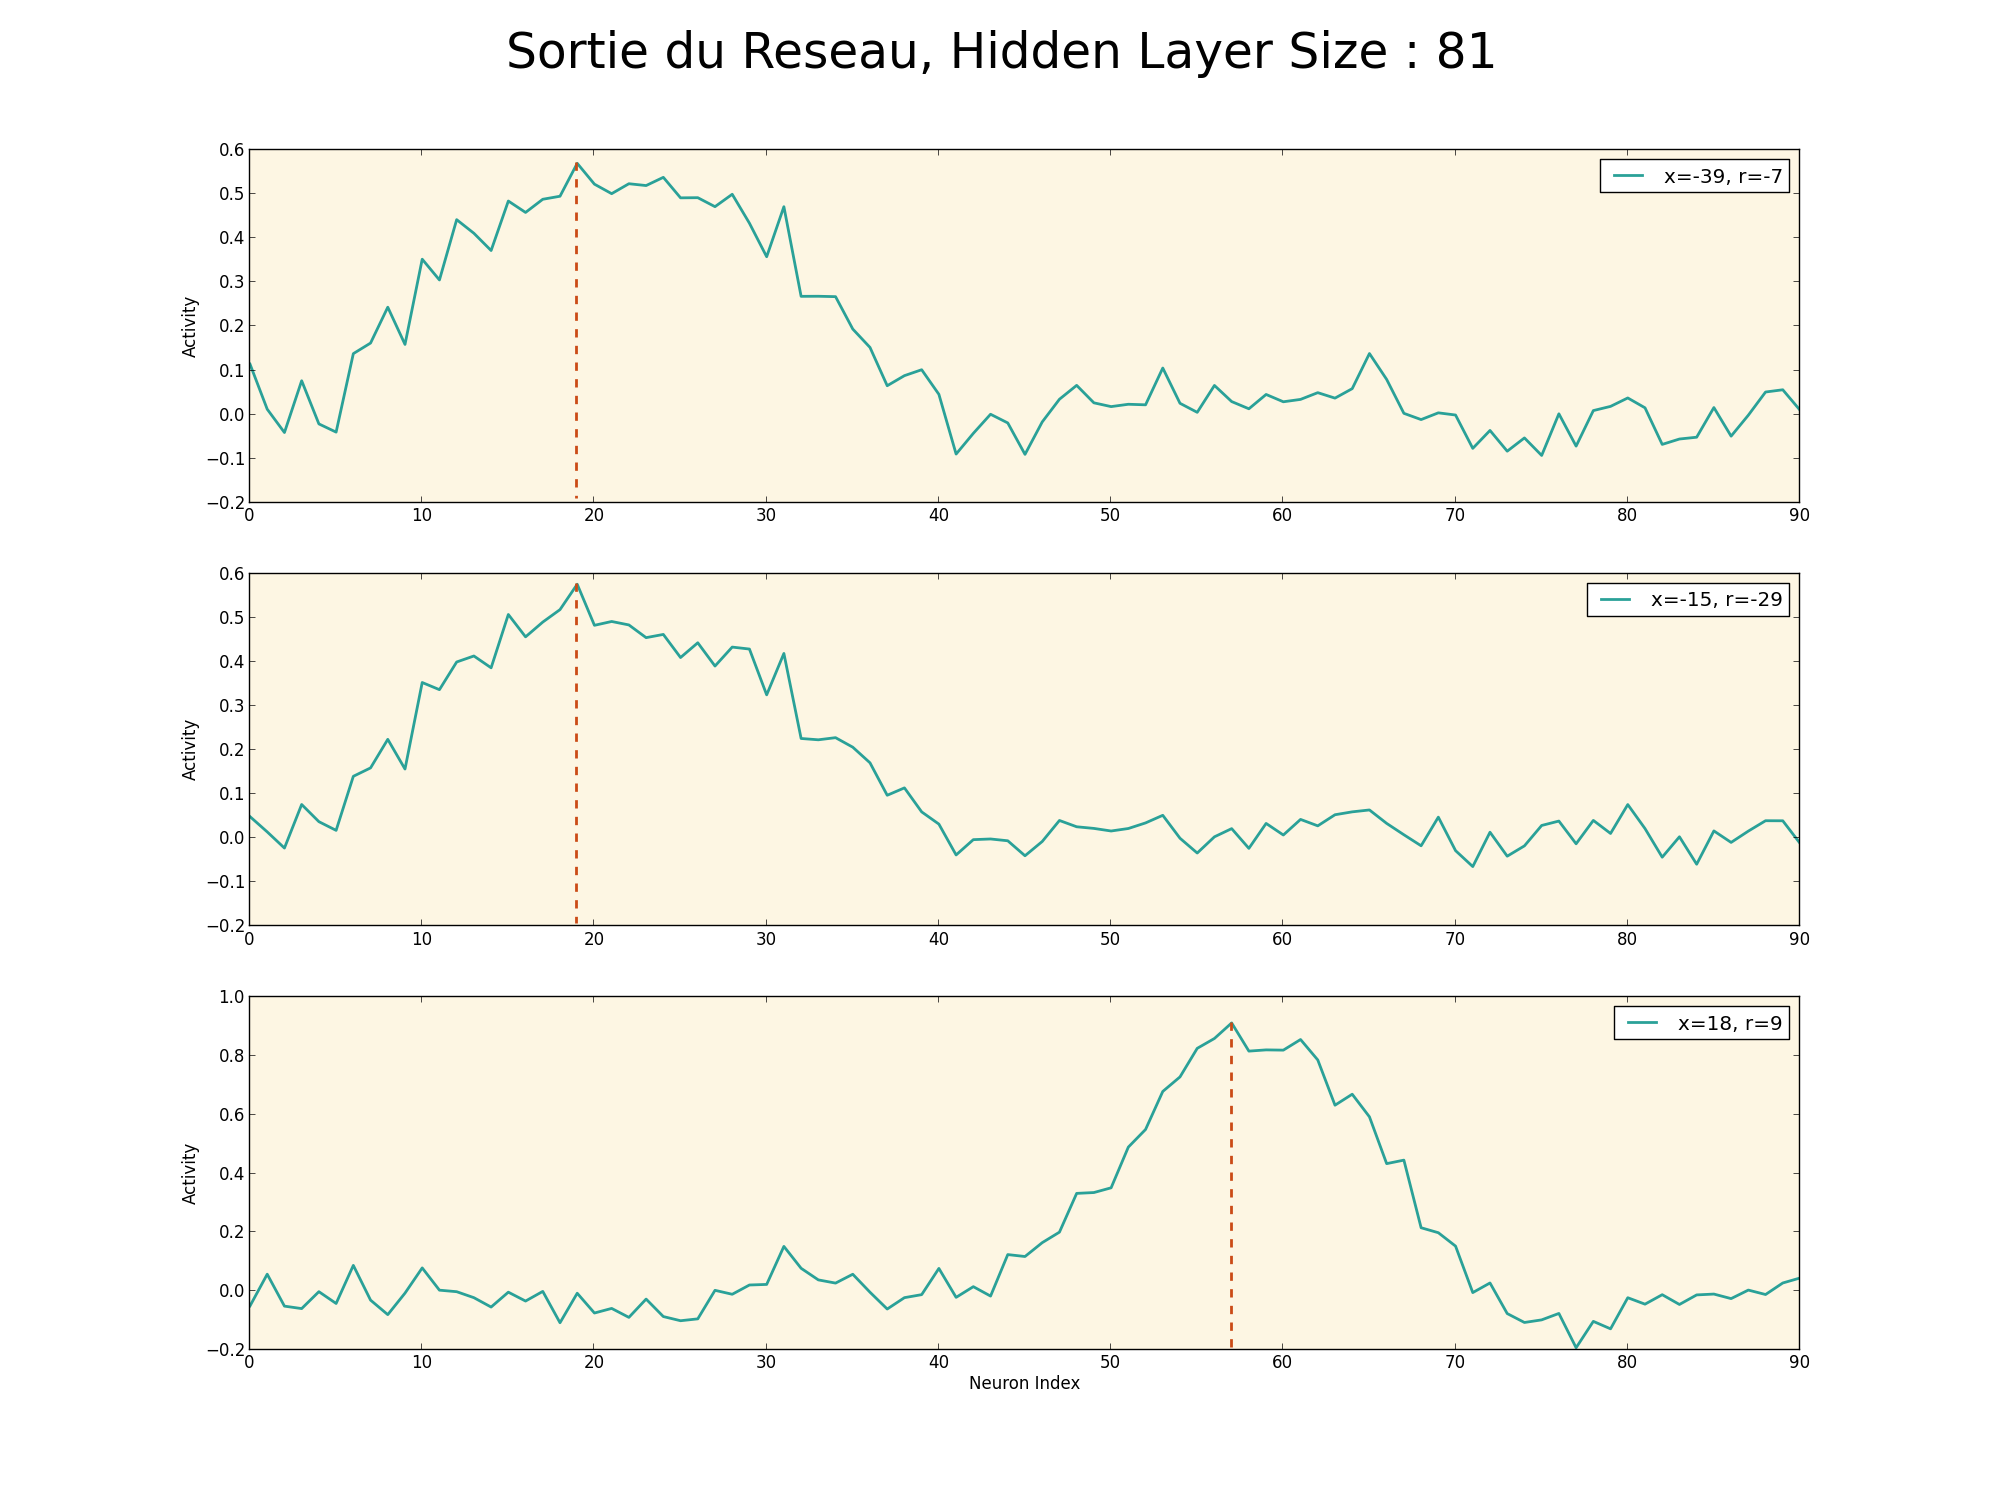 Sortie du Reseau, Hidden Layer Size : 81
0.6
0.5
0.4
0.3
0.2
0.1
0.0
−0.1
−0.2
Activity
x=-39, r=-7
0 10 20 30 40 50 60 70 80 90
0.6
0.5
0.4
0.3
0.2
0.1
0.0
−0.1
−0.2
Activity
x=-15, r=-29
0 10 20 30 40 50 60 70 80 90
1.0
0.8
0.6
0.4
0.2
0.0
−0.2
Activity
x=18, r=9
0 10 20 30 40 50 60 70 80 90
Neuron Index